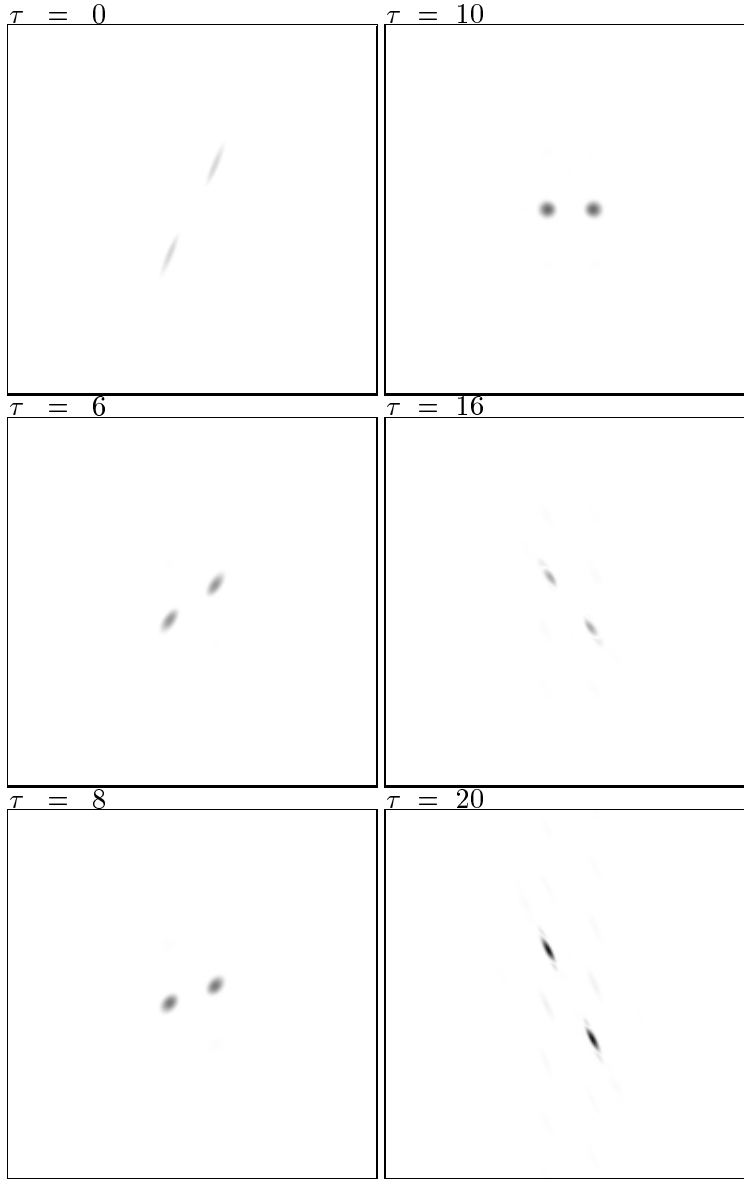 τ = 0
τ = 10
τ = 6
τ = 16
τ = 8
τ = 20